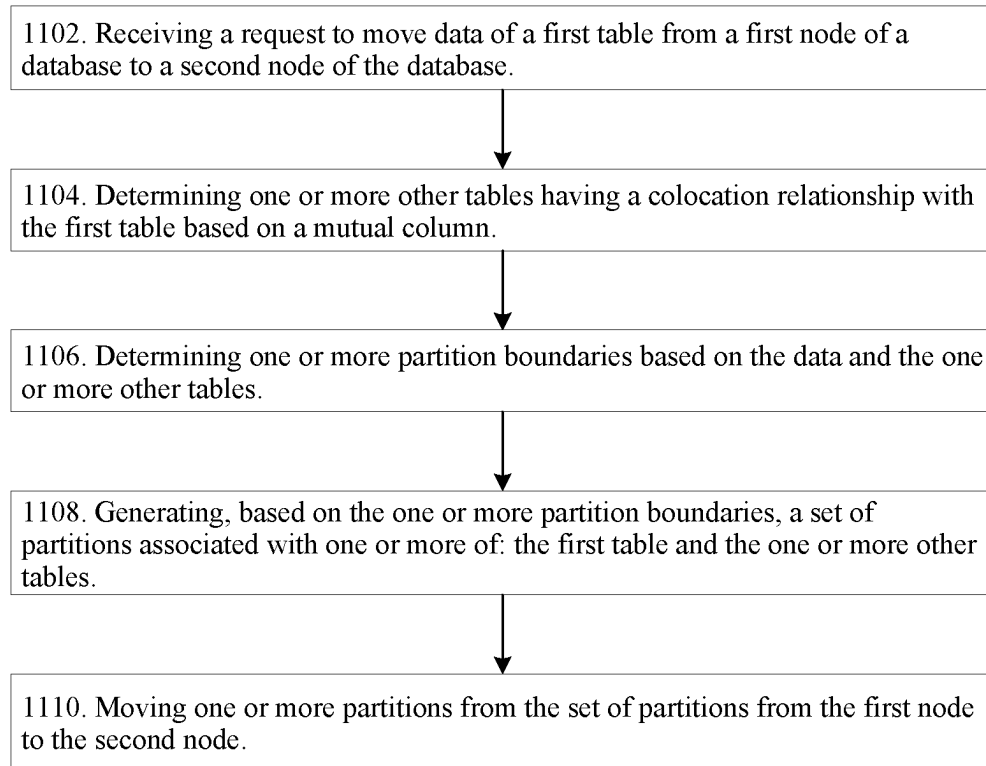 1102. Receiving a request to move data of a first table from a first node of a
database to a second node of the database.
1104. Determining one or more other tables having a colocation relationship with
the first table based on a mutual column.
1106. Determining one or more partition boundaries based on the data and the one
or more other tables.
1108. Generating, based on the one or more partition boundaries, a set of
partitions associated with one or more of: the first table and the one or more other
tables.
1110. Moving one or more partitions from the set of partitions from the first node
to the second node.